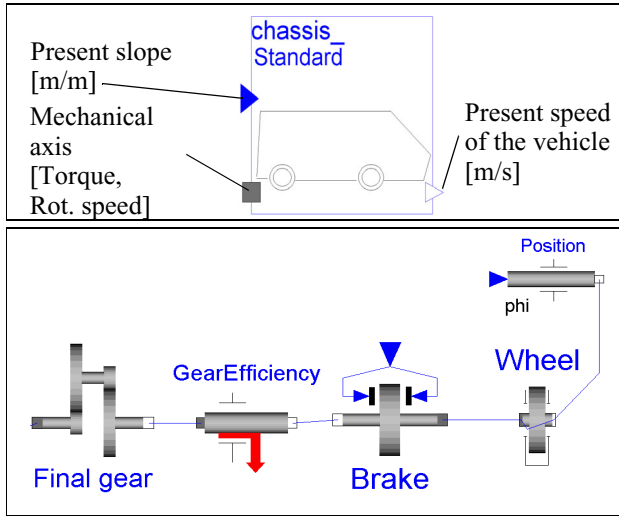 chassis_
Standard
Present slope
[m/m]
Mechanical
axis
[Torque,
Rot. speed]
Present speed
of the vehicle
[m/s]
Position
phi
Wheel
GearEfficiency
Final gear
Brake